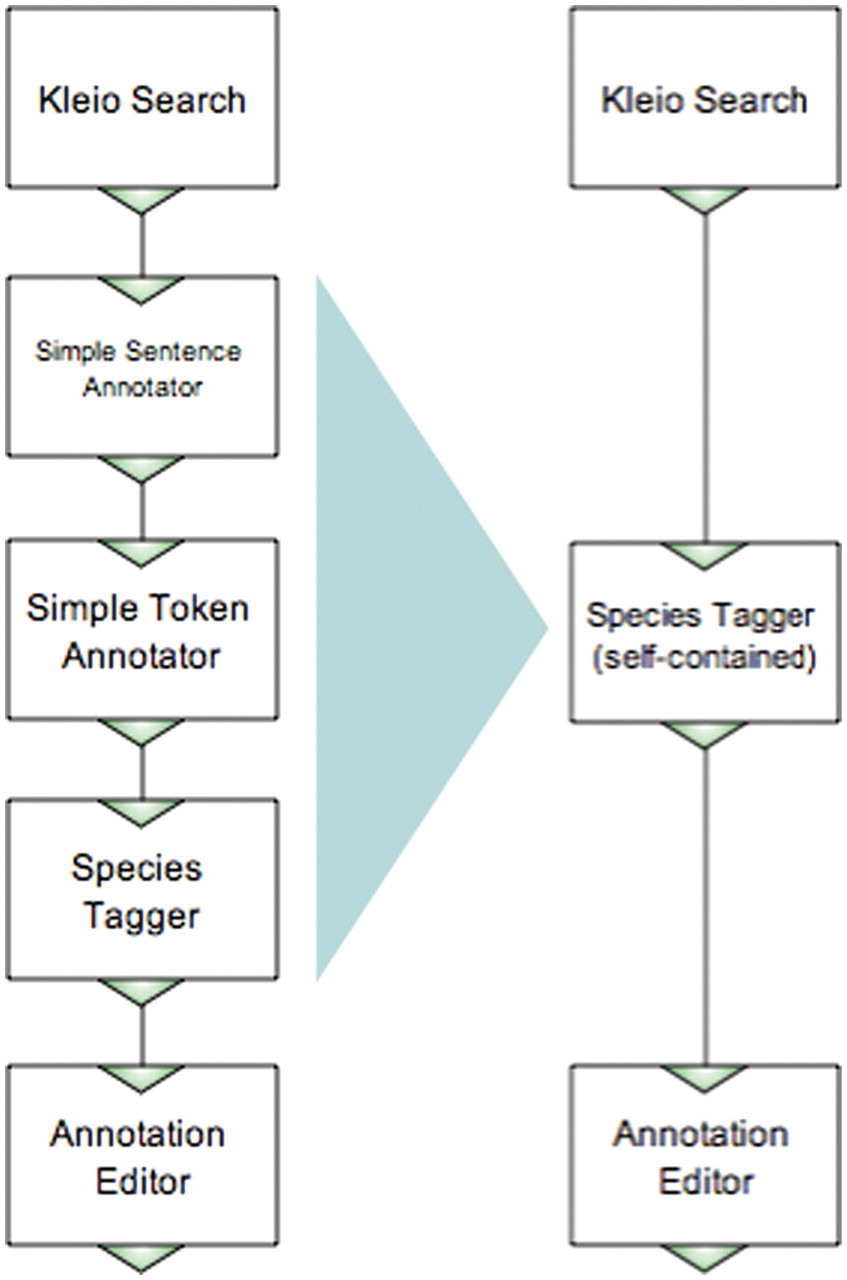 Kleio Search
Simple Sentence
Annotator
Simple Token
Annotator
Species
Tagger
Annotation
Editor
Kleio Search
Species Tagger
(self-contained)
Annotation
Editor